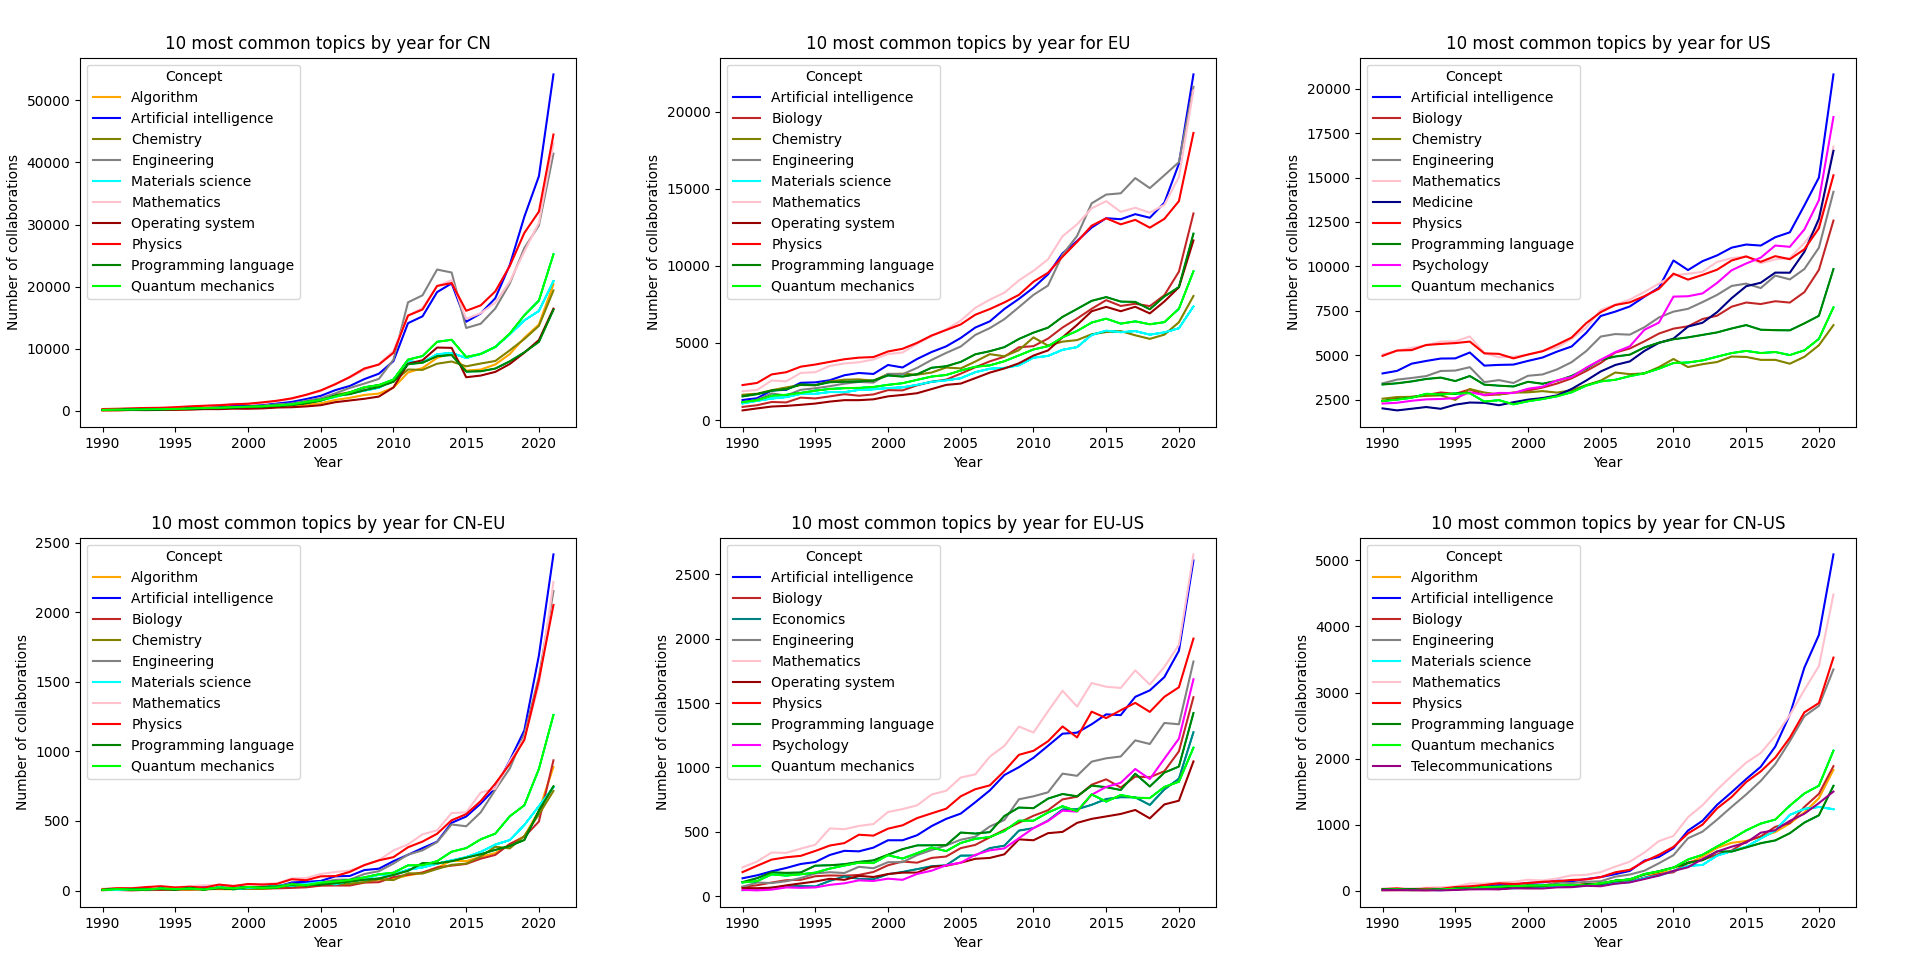 10 most common topics by year for CN
Number of collaborations
50000
40000
30000
20000
10000
0
Concept
Algorithm
Artificial intelligence
Chemistry
Engineering
Materials science
Mathematics
Operating system
Physics
Programming language
Quantum mechanics
1990 1995 2000 2005 2010 2015 2020
Year
10 most common topics by year for EU
Number of collaborations
20000
15000
10000
5000
0
Concept
Artificial intelligence
Biology
Chemistry
Engineering
Materials science
Mathematics
Operating system
Physics
Programming language
Quantum mechanics
1990 1995 2000 2005 2010 2015 2020
Year
10 most common topics by year for US
Number of collaborations
20000
17500
15000
12500
10000
7500
5000
2500
Concept
Artificial intelligence
Biology
Chemistry
Engineering
Mathematics
Medicine
Physics
Programming language
Psychology
Quantum mechanics
1990 1995 2000 2005 2010 2015 2020
Year
10 most common topics by year for CN-EU
Number of collaborations
2500
2000
1500
1000
500
0
Concept
Algorithm
Artificial intelligence
Biology
Chemistry
Engineering
Materials science
Mathematics
Physics
Programming language
Quantum mechanics
1990 1995 2000 2005 2010 2015 2020
Year
10 most common topics by year for EU-US
Number of collaborations
2500
2000
1500
1000
500
0
Concept
Artificial intelligence
Biology
Economics
Engineering
Mathematics
Operating system
Physics
Programming language
Psychology
Quantum mechanics
1990 1995 2000 2005 2010 2015 2020
Year
10 most common topics by year for CN-US
Number of collaborations
5000
4000
3000
2000
1000
0
Concept
Algorithm
Artificial intelligence
Biology
Engineering
Materials science
Mathematics
Physics
Programming language
Quantum mechanics
Telecommunications
1990 1995 2000 2005 2010 2015 2020
Year